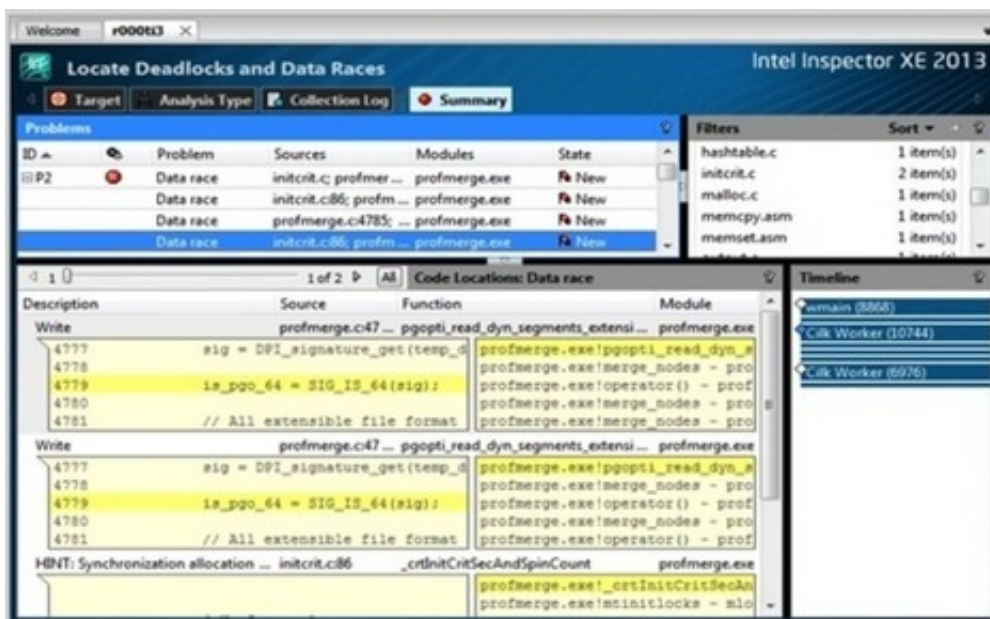 Welcome r000ti3
Locate Deadlocks and Data Races
Intel Inspector XE 2013
Target Analysis Type Collection Log Summary
Problems
ID Problem Sources Modules State
P2 Data race initcrit.c; profmer... profmerge.exe New
Data race initcrit.c:86; profm... profmerge.exe New
Data race profmerge.c:4785; ... profmerge.exe New
Data race initcrit.c:86; profm... profmerge.exe New
Filters Sort
hashtable.c 1 item(s)
initcrit.c 2 item(s)
malloc.c 1 item(s)
memcpy.asm 1 item(s)
memset.asm 1 item(s)
1 1 of 2 All Code Locations: Data race
Description Source Function Module
Write profmerge.c:47... pgopti_read_dyn_segments_extensi... profmerge.exe
4777 sig = DPI_signature_get(temp_d profmerge.exe!pgopti_read_dyn_s
4778 profmerge.exe!merge_nodes - pro
4779 is_pgo_64 = SIG_IS_64(sig); profmerge.exe!operator() - prof
4780 profmerge.exe!merge_nodes - pro
4781 // All extensible file format profmerge.exe!merge_nodes - pro
Write profmerge.c:47... pgopti_read_dyn_segments_extensi... profmerge.exe
4777 sig = DPI_signature_get(temp_d profmerge.exe!pgopti_read_dyn_s
4778 profmerge.exe!merge_nodes - pro
4779 is_pgo_64 = SIG_IS_64(sig); profmerge.exe!operator() - prof
4780 profmerge.exe!merge_nodes - pro
4781 // All extensible file format profmerge.exe!operator() - prof
HINT: Synchronization allocation ... initcrit.c:86 _crtInitCritSecAndSpinCount profmerge.exe
profmerge.exe!_crtInitCritSecAn
profmerge.exe!mtinitlocks - mlo
Timeline
wmain (8868)
Cilk Worker (10744)
Cilk Worker (6976)